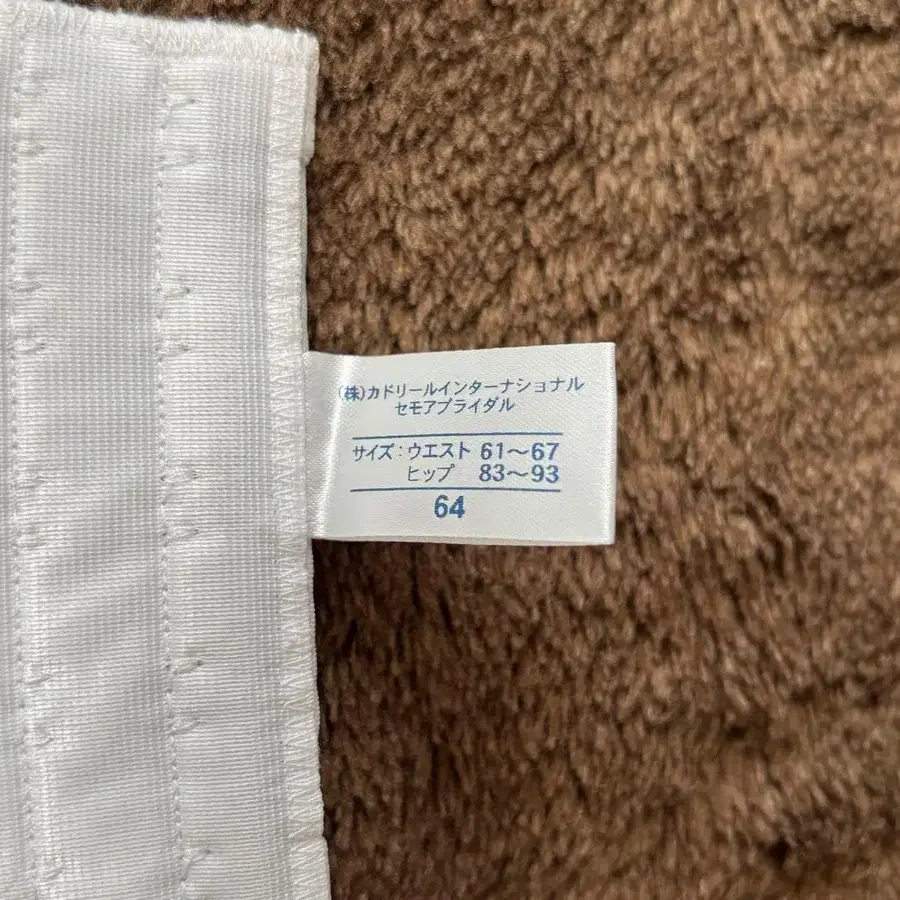 (株)カドリールインターナショナル
セモアブライダル
サイズ:ウエスト 61〜67
ヒップ 83〜93
64